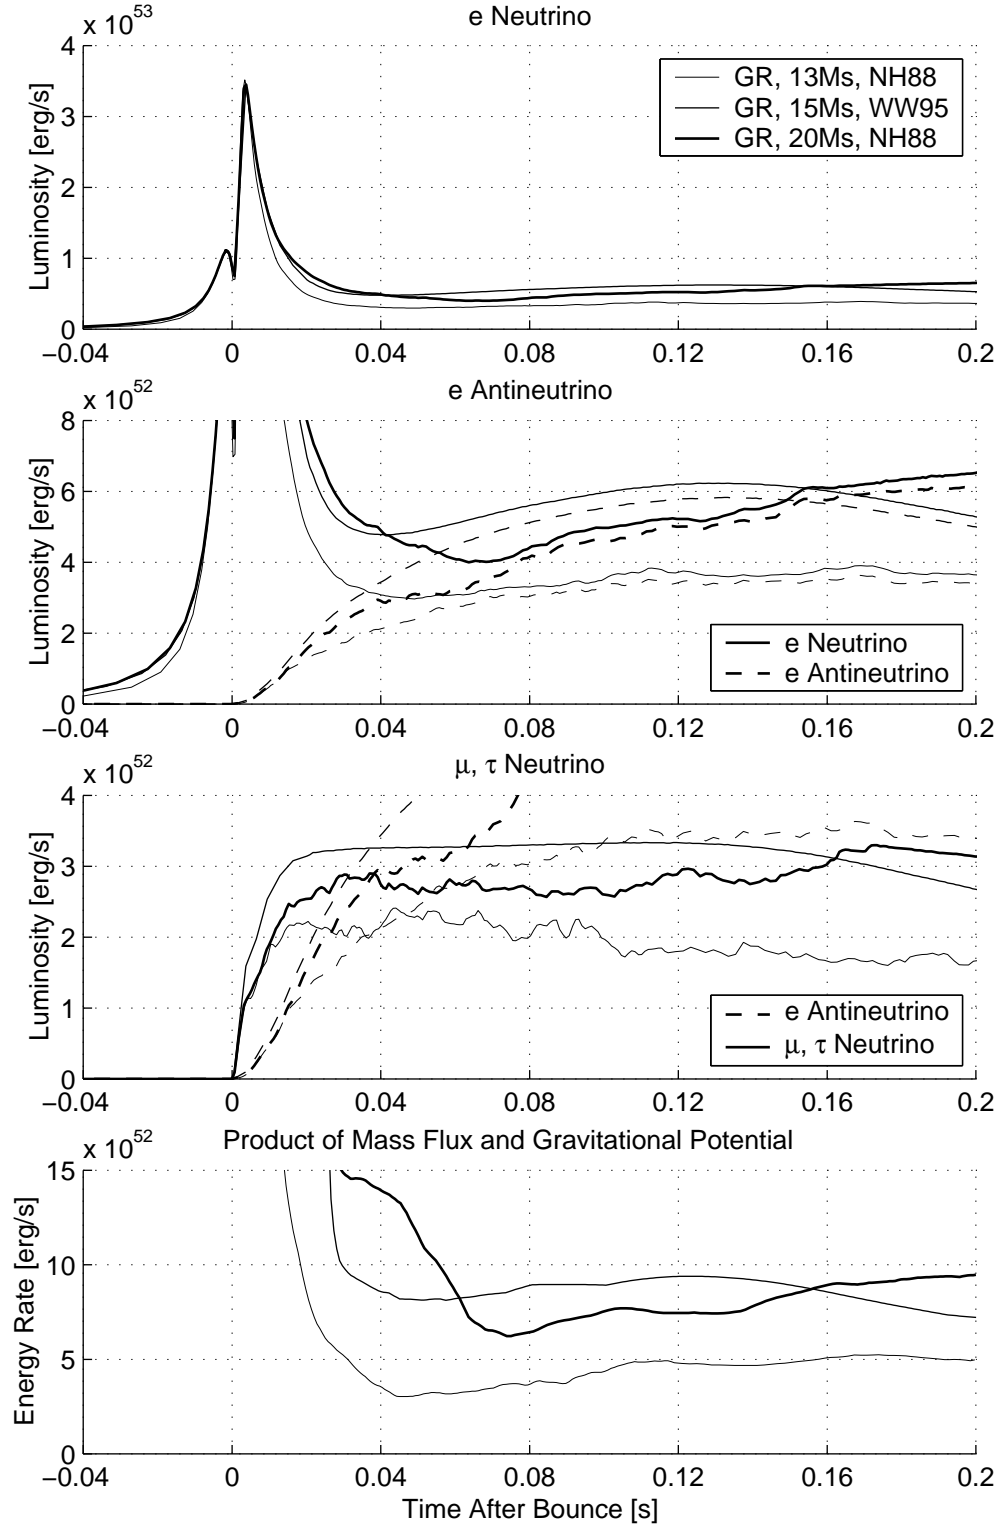 e Neutrino
x 10^53
Luminosity [erg/s]
4
3
2
1
0
−0.04 0 0.04 0.08 0.12 0.16 0.2
GR, 13Ms, NH88
GR, 15Ms, WW95
GR, 20Ms, NH88
e Antineutrino
x 10^52
Luminosity [erg/s]
8
6
4
2
0
−0.04 0 0.04 0.08 0.12 0.16 0.2
e Neutrino
e Antineutrino
μ, τ Neutrino
x 10^52
Luminosity [erg/s]
4
3
2
1
0
−0.04 0 0.04 0.08 0.12 0.16 0.2
e Antineutrino
μ, τ Neutrino
Product of Mass Flux and Gravitational Potential
x 10^52
Energy Rate [erg/s]
15
10
5
0
−0.04 0 0.04 0.08 0.12 0.16 0.2
Time After Bounce [s]